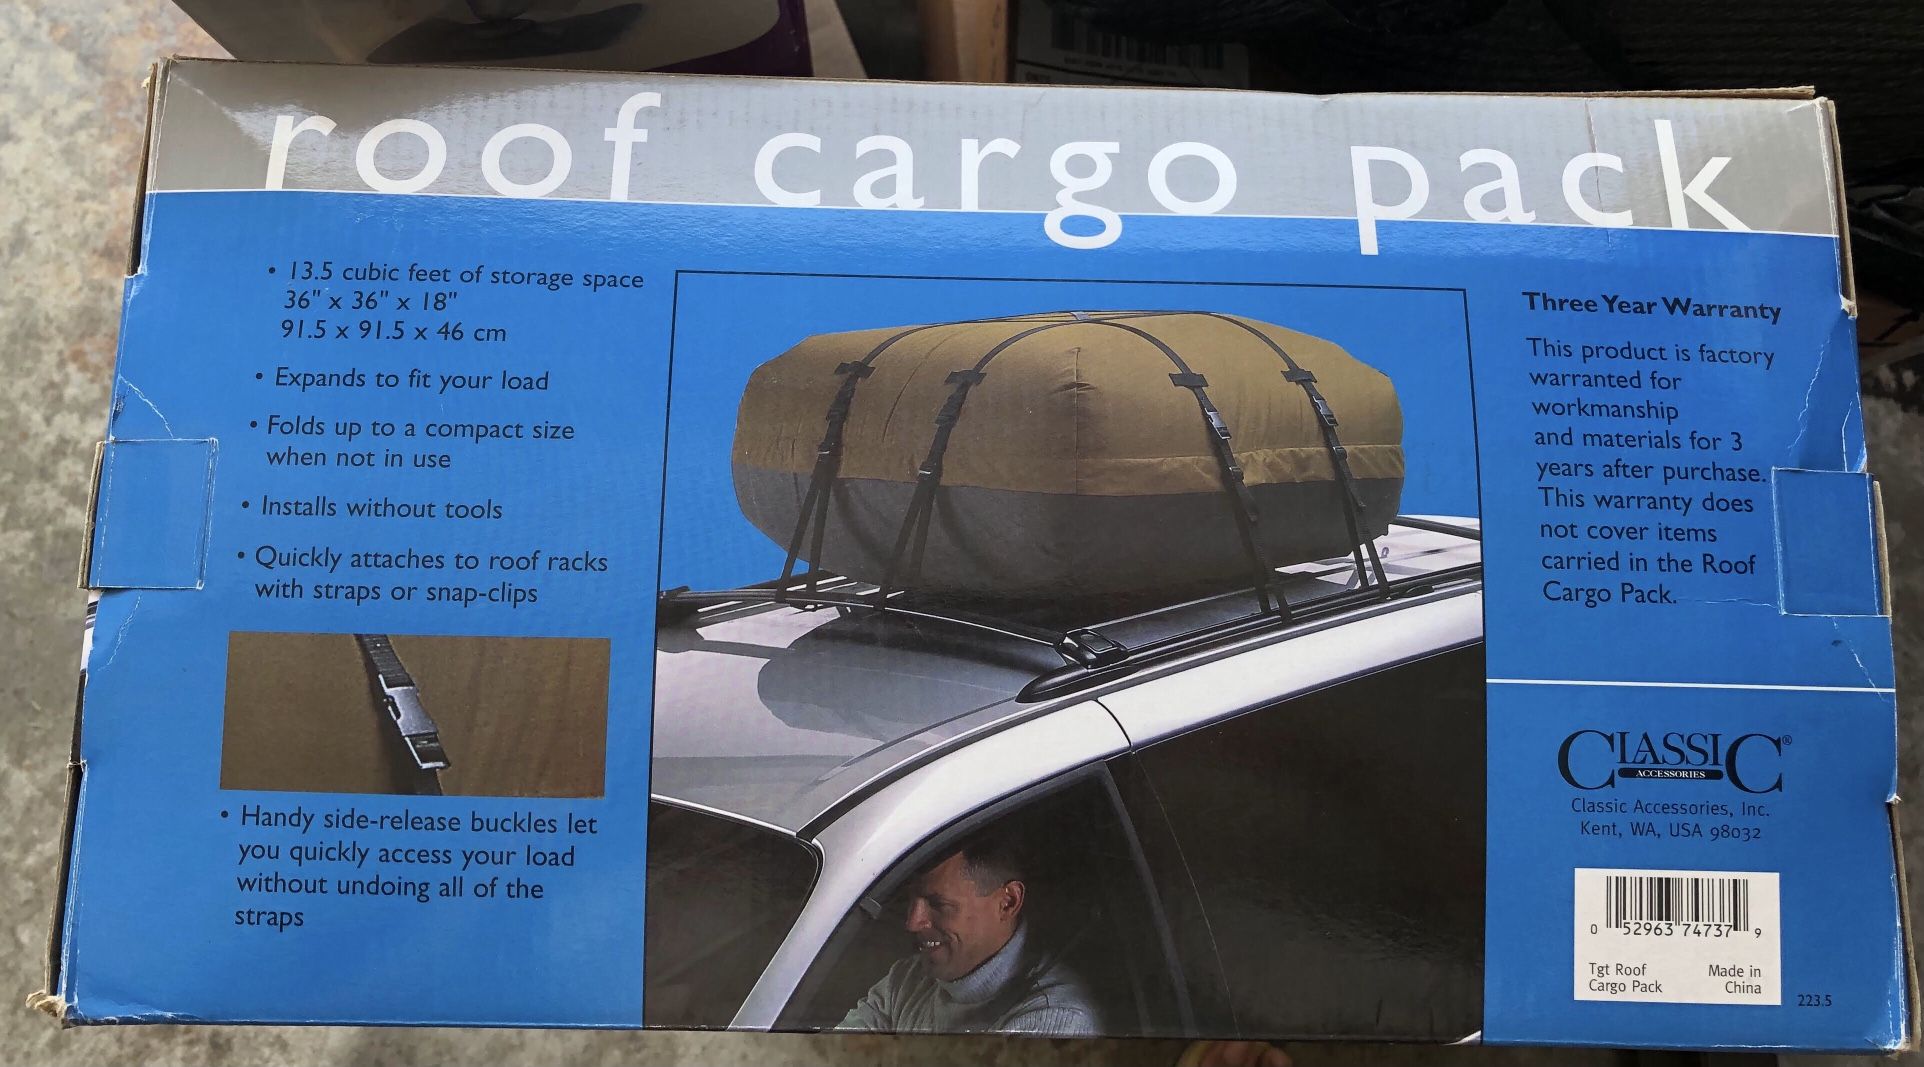 roof cargo pack
• 13.5 cubic feet of storage space
36" x 36" x 18"
91.5 x 91.5 x 46 cm
• Expands to fit your load
• Folds up to a compact size
when not in use
• Installs without tools
• Quickly attaches to roof racks
with straps or snap-clips
• Handy side-release buckles let
you quickly access your load
without undoing all of the
straps
Three Year Warranty
This product is factory
warranted for
workmanship
and materials for 3
years after purchase.
This warranty does
not cover items
carried in the Roof
Cargo Pack.
CLASSIC®
ACCESSORIES
Classic Accessories, Inc.
Kent, WA, USA 98032
0 52963 74737 9
Tgt Roof
Cargo Pack
Made in
China
223.5